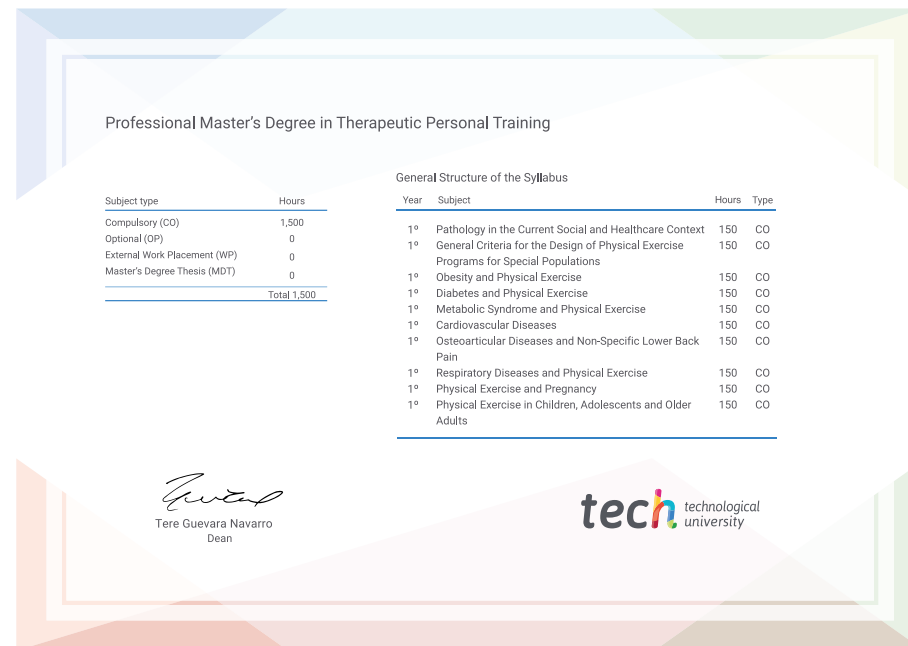 Professional Master's Degree in Therapeutic Personal Training
Subject type Hours
Compulsory (CO) 1,500
Optional (OP) 0
External Work Placement (WP) 0
Master's Degree Thesis (MDT) 0
Total 1,500
General Structure of the Syllabus
Year Subject Hours Type
1º Pathology in the Current Social and Healthcare Context 150 CO
1º General Criteria for the Design of Physical Exercise 150 CO
Programs for Special Populations
1º Obesity and Physical Exercise 150 CO
1º Diabetes and Physical Exercise 150 CO
1º Metabolic Syndrome and Physical Exercise 150 CO
1º Cardiovascular Diseases 150 CO
1º Osteoarticular Diseases and Non-Specific Lower Back 150 CO
Pain
1º Respiratory Diseases and Physical Exercise 150 CO
1º Physical Exercise and Pregnancy 150 CO
1º Physical Exercise in Children, Adolescents and Older 150 CO
Adults
Tere Guevara Navarro
Dean
tech technological
university